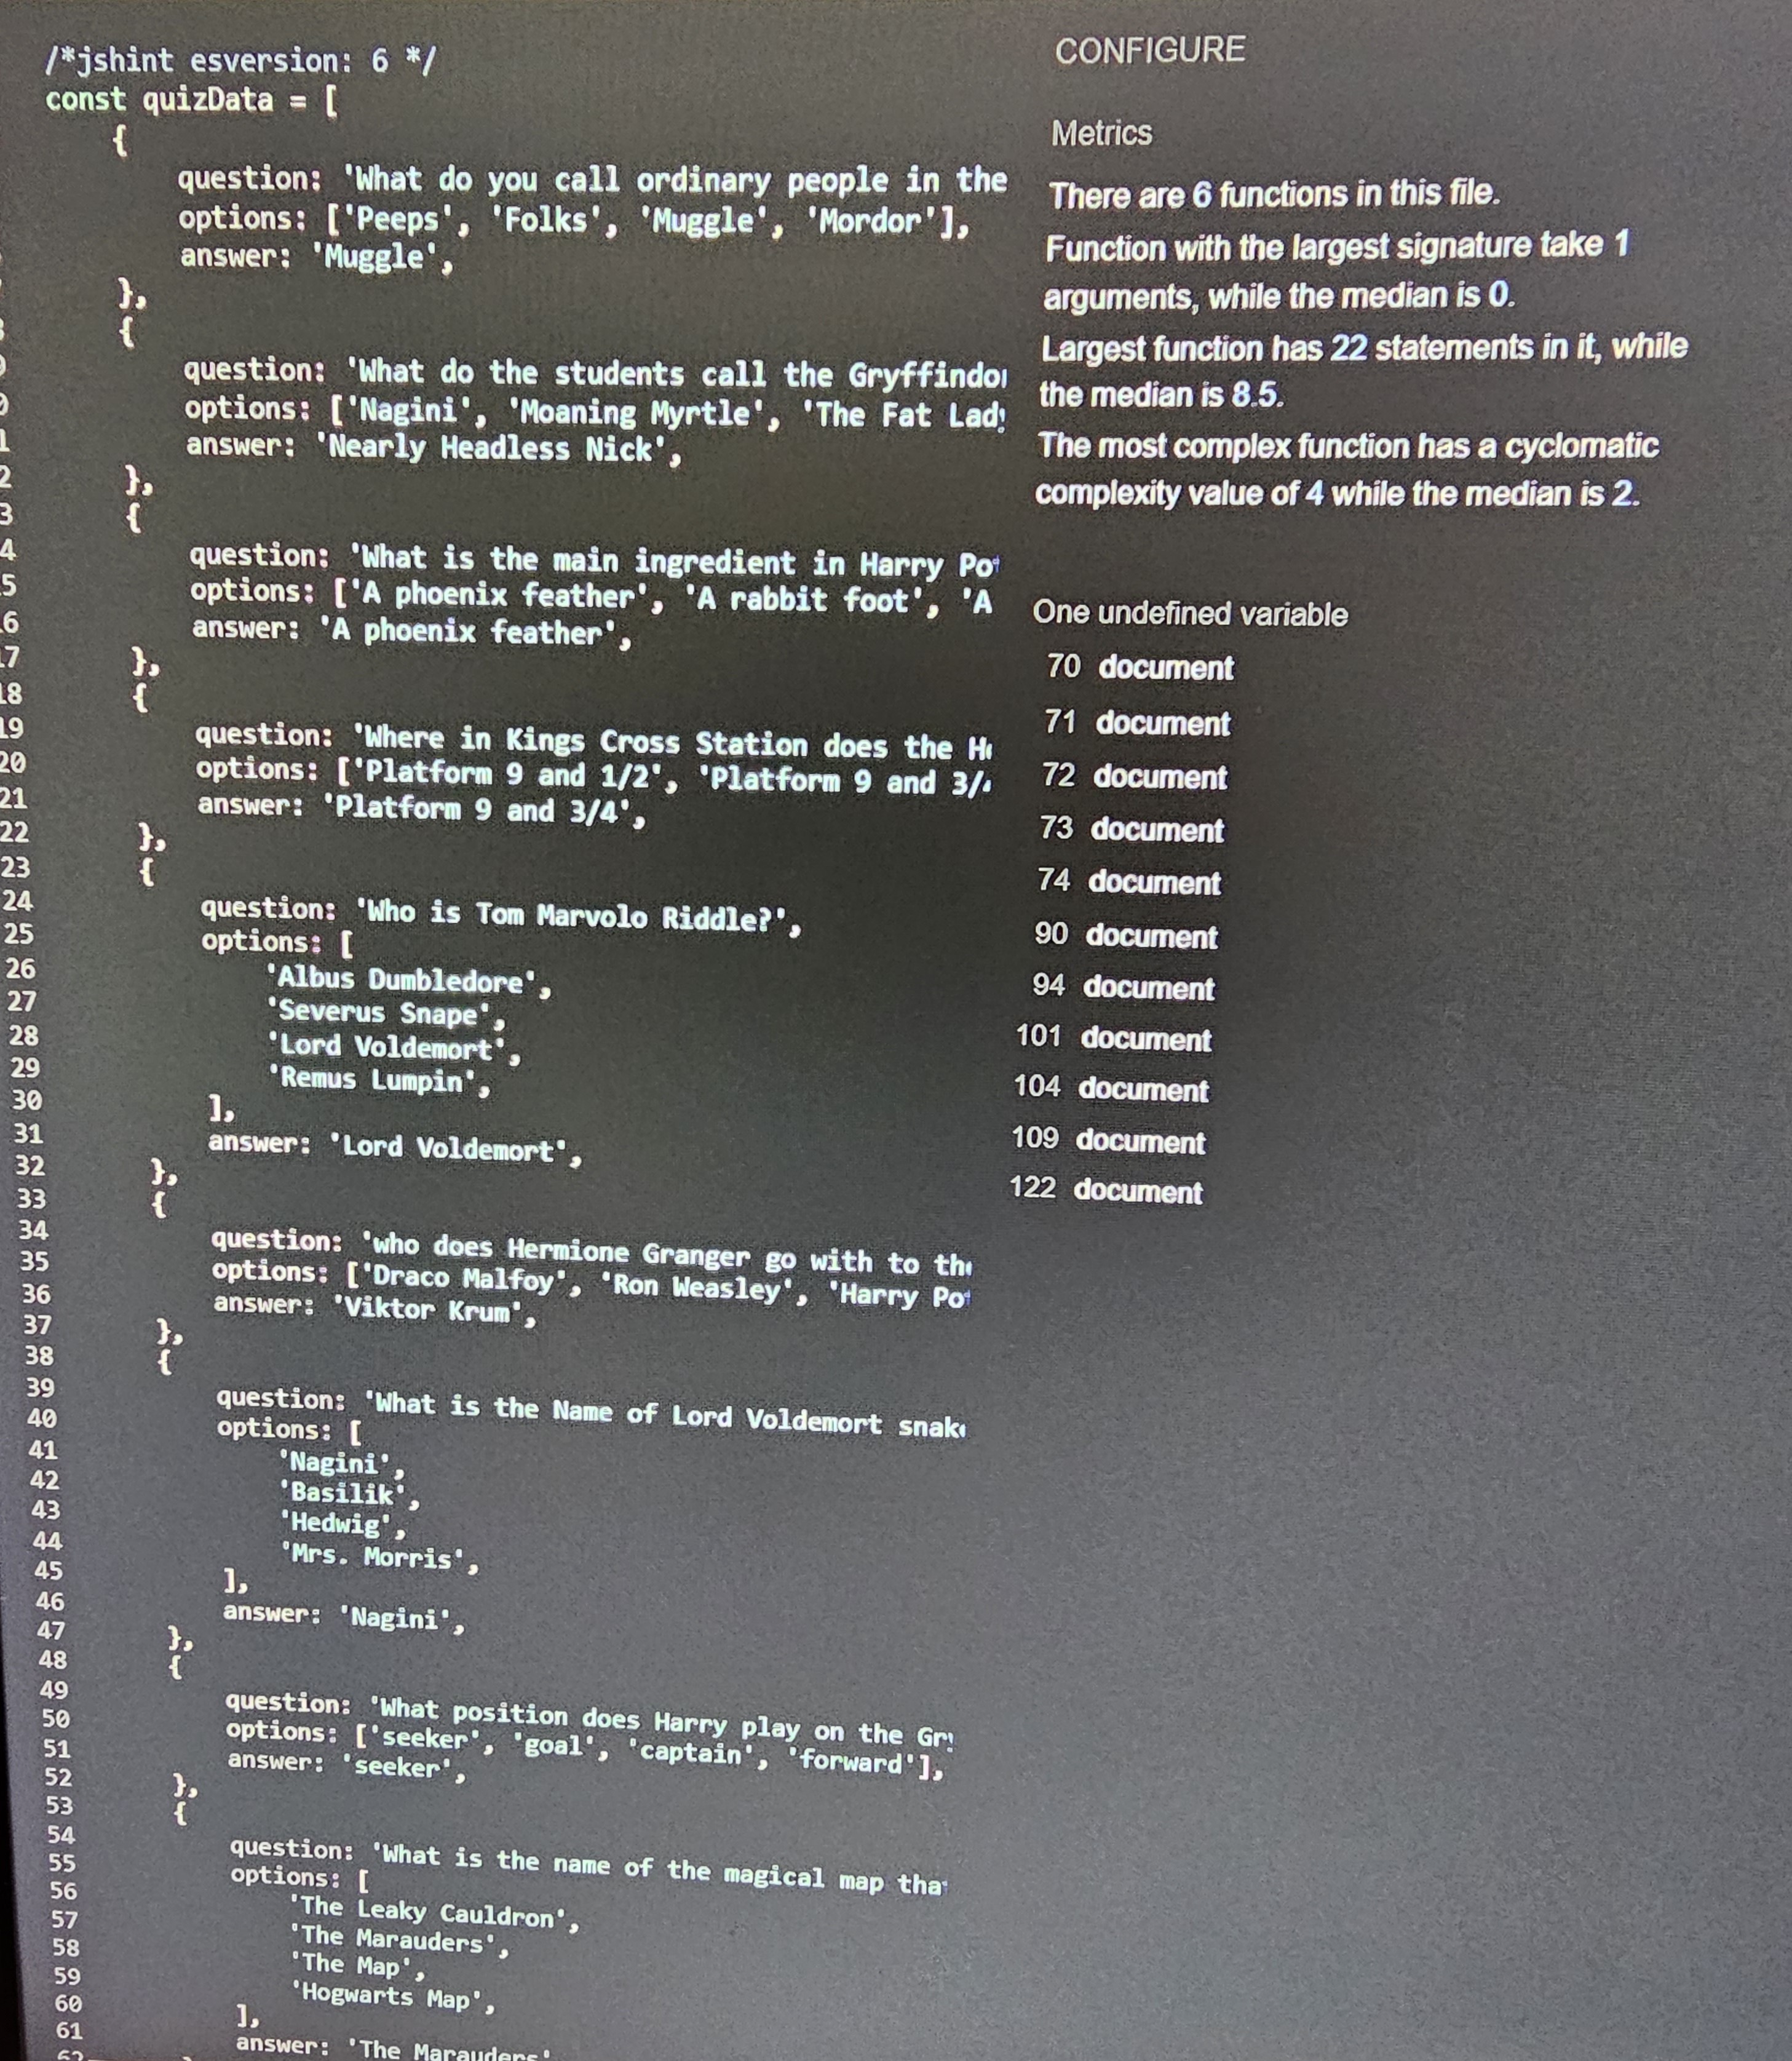 /*jshint esversion: 6 */
const quizData = [
{
question: 'What do you call ordinary people in the
options: ['Peeps', 'Folks', 'Muggle', 'Mordor'],
answer: 'Muggle',
},
{
question: 'What do the students call the
options: ['Nagini', 'Moaning Myrtle', 'The Fat
answer: 'Nearly Headless Nick',
},
{
question: 'What is the main ingredient in Harry
options: ['A phoenix feather', 'A rabbit foot', 'A
answer: 'A phoenix feather',
17 },
18 {
19 question: 'Where in Kings Cross Station does the
20 options: ['Platform 9 and 1/2', 'Platform 9 and
21 answer: 'Platform 9 and 3/4',
22 },
23 {
24 question: 'Who is Tom Marvolo Riddle?',
25 options: [
26 'Albus Dumbledore',
27 'Severus Snape',
28 'Lord Voldemort',
29 'Remus Lumpin',
30 ],
31 answer: 'Lord Voldemort',
32 },
33 {
34 question: 'who does Hermione Granger go with to
35 options: ['Draco Malfoy', 'Ron Weasley', 'Harry
36 answer: 'Viktor Krum',
37 },
38 {
39 question: 'What is the Name of Lord Voldemort
40 options: [
41 'Nagini',
42 'Basilik',
43 'Hedwig',
44 'Mrs. Morris',
45 ],
46 answer: 'Nagini',
47 },
48 {
49 question: 'What position does Harry play on the
50 options: ['seeker', 'goal', 'captain', 'forward'],
51 answer: 'seeker',
52 },
53 {
54 question: 'What is the name of the magical map
55 options: [
56 'The Leaky Cauldron',
57 'The Marauders',
58 'The Map',
59 'Hogwarts Map',
60 ],
61 answer: 'The Marauders'
CONFIGURE
Metrics
There are 6 functions in this file.
Function with the largest signature take 1
arguments, while the median is 0.
Largest function has 22 statements in it, while
the median is 8.5.
The most complex function has a cyclomatic
complexity value of 4 while the median is 2.
One undefined variable
70 document
71 document
72 document
73 document
74 document
90 document
94 document
101 document
104 document
109 document
122 document